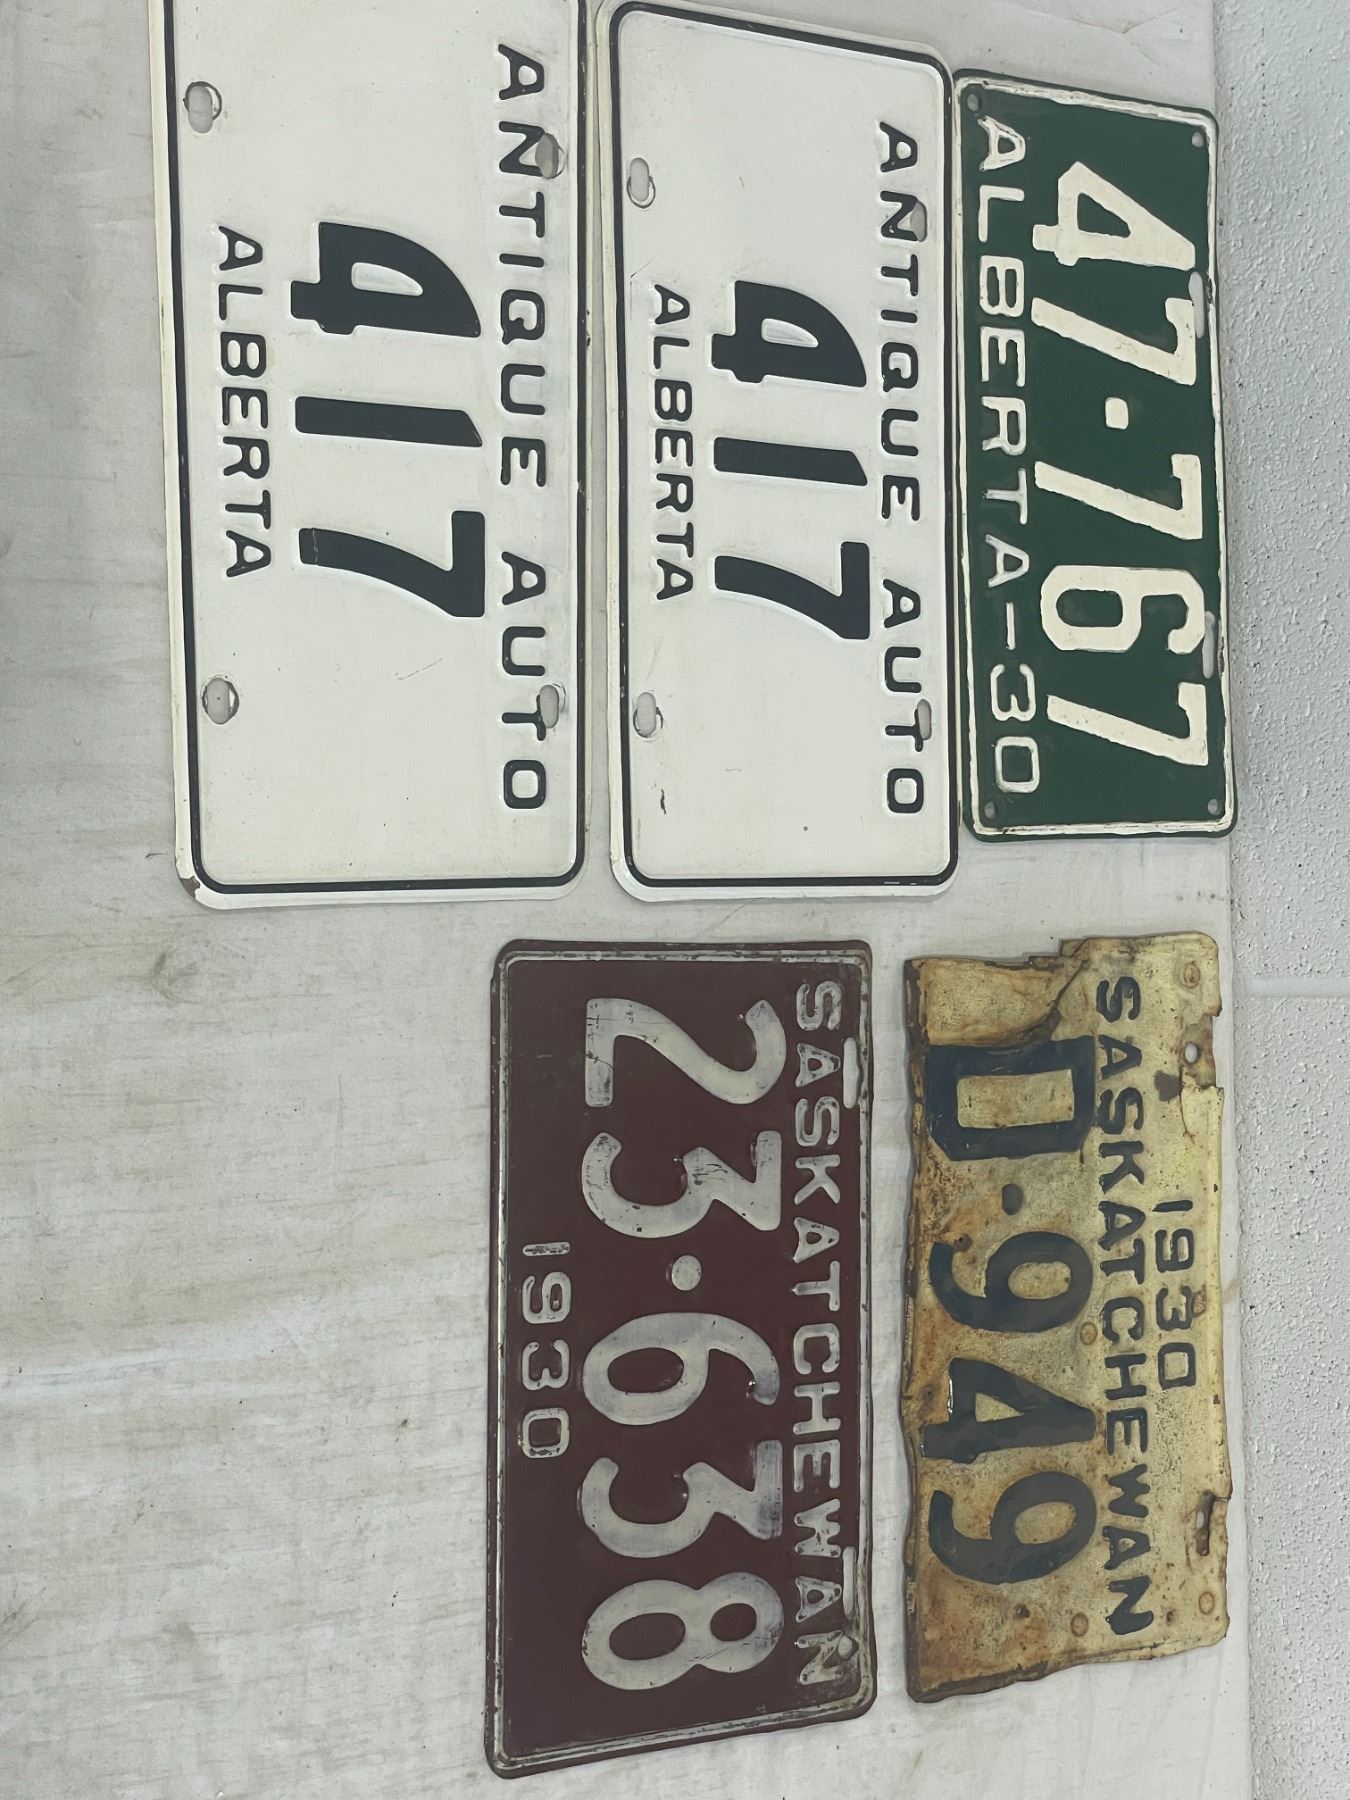 47·767
ALBERTA-30
1930
SASKATCHEWAN
D·949
ANTIQUE AUTO
417
ALBERTA
SASKATCHEWAN
23·638
1930
ANTIQUE AUTO
417
ALBERTA